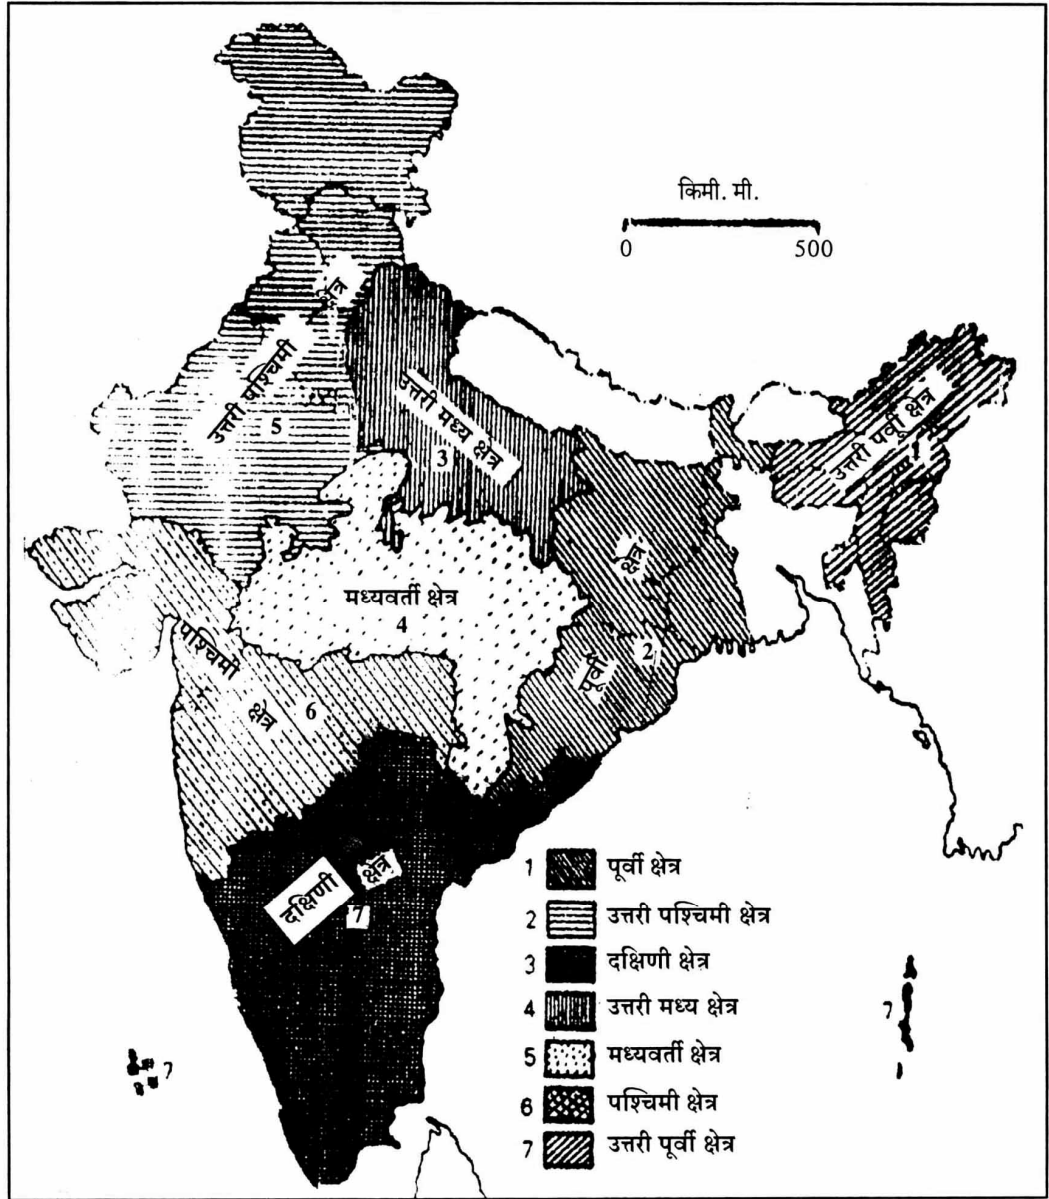 किमी. मी.
0 500
उत्तरी पश्चिमी क्षेत्र
5
उत्तरी मध्य क्षेत्र
3
उत्तरी पूर्वी क्षेत्र
1
मध्यवर्ती क्षेत्र
4
पूर्वी क्षेत्र
2
पश्चिमी क्षेत्र
6
दक्षिणी क्षेत्र
7
1 पूर्वी क्षेत्र
2 उत्तरी पश्चिमी क्षेत्र
3 दक्षिणी क्षेत्र
4 उत्तरी मध्य क्षेत्र
5 मध्यवर्ती क्षेत्र
6 पश्चिमी क्षेत्र
7 उत्तरी पूर्वी क्षेत्र
7
7